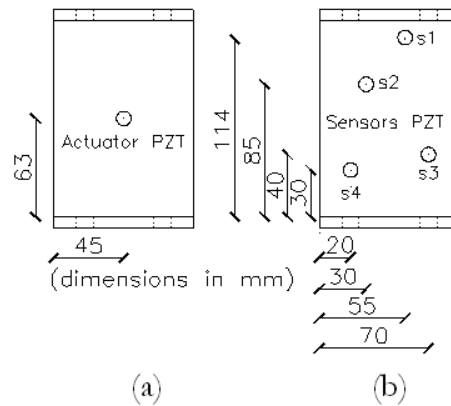 s1
s2
Actuator PZT
Sensors PZT
s3
s4
63
114
85
40
30
45
20
(dimensions in mm)
30
55
70
(a)
(b)